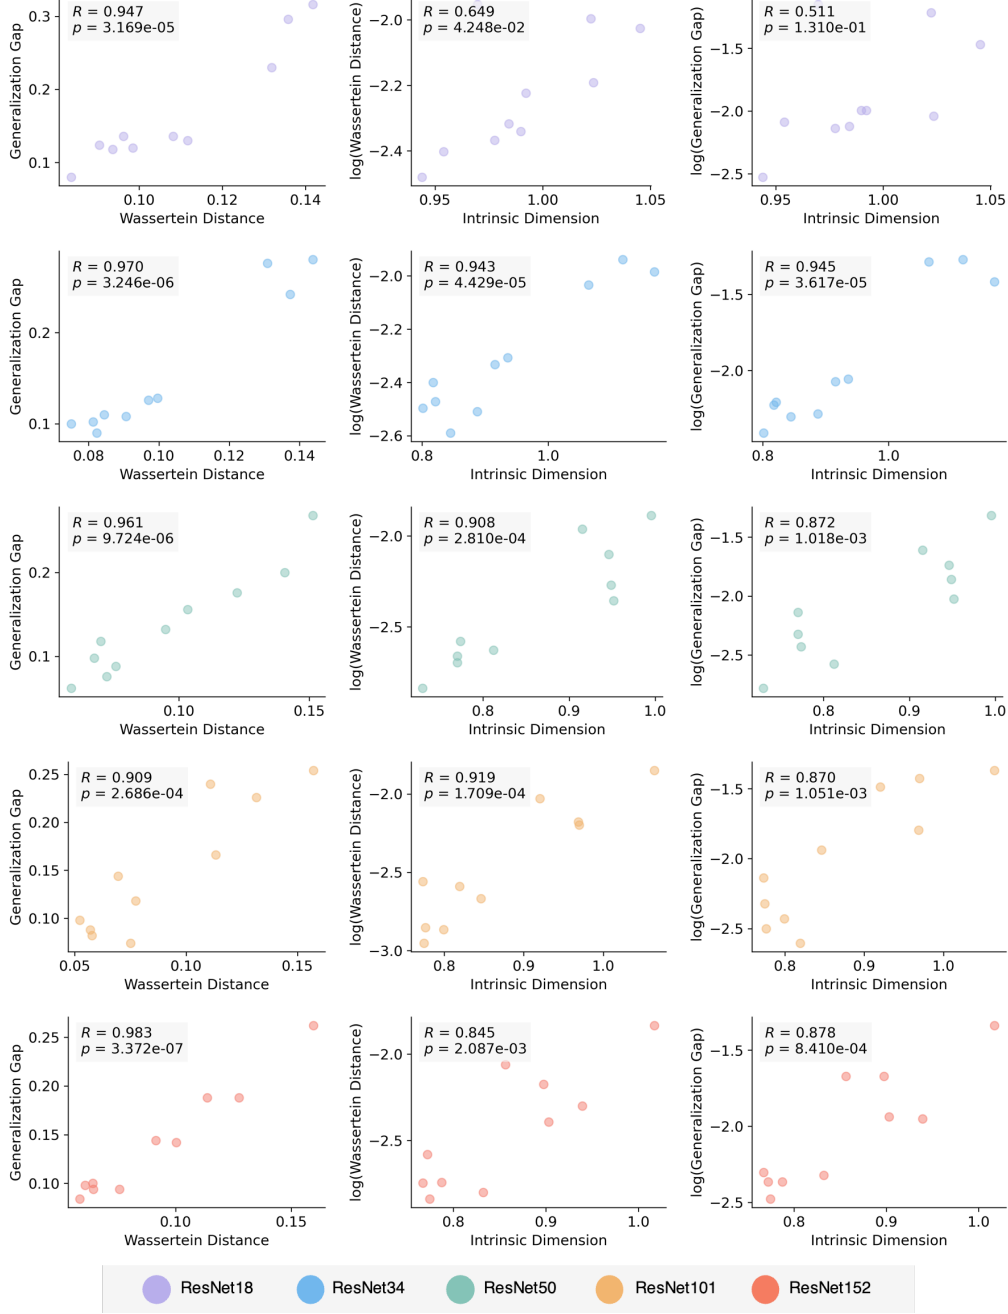 R = 0.947
p = 3.169e-05
0.3
0.2
0.1
Generalization Gap
0.10
0.12
0.14
Wassertein Distance
R = 0.649
p = 4.248e-02
−2.0
−2.2
−2.4
log(Wassertein Distance)
0.95
1.00
1.05
Intrinsic Dimension
R = 0.511
p = 1.310e-01
−1.5
−2.0
−2.5
log(Generalization Gap)
0.95
1.00
1.05
Intrinsic Dimension
R = 0.970
p = 3.246e-06
0.2
0.1
Generalization Gap
0.08
0.10
0.12
0.14
Wassertein Distance
R = 0.943
p = 4.429e-05
−2.0
−2.2
−2.4
−2.6
log(Wassertein Distance)
0.8
1.0
Intrinsic Dimension
R = 0.945
p = 3.617e-05
−1.5
−2.0
log(Generalization Gap)
0.8
1.0
Intrinsic Dimension
R = 0.961
p = 9.724e-06
0.2
0.1
Generalization Gap
0.10
0.15
Wassertein Distance
R = 0.908
p = 2.810e-04
−2.0
−2.5
log(Wassertein Distance)
0.8
0.9
1.0
Intrinsic Dimension
R = 0.872
p = 1.018e-03
−1.5
−2.0
−2.5
log(Generalization Gap)
0.8
0.9
1.0
Intrinsic Dimension
R = 0.909
p = 2.686e-04
0.25
0.20
0.15
0.10
Generalization Gap
0.05
0.10
0.15
Wassertein Distance
R = 0.919
p = 1.709e-04
−2.0
−2.5
−3.0
log(Wassertein Distance)
0.8
0.9
1.0
Intrinsic Dimension
R = 0.870
p = 1.051e-03
−1.5
−2.0
−2.5
log(Generalization Gap)
0.8
0.9
1.0
Intrinsic Dimension
R = 0.983
p = 3.372e-07
0.25
0.20
0.15
0.10
Generalization Gap
0.10
0.15
Wassertein Distance
R = 0.845
p = 2.087e-03
−2.0
−2.5
log(Wassertein Distance)
0.8
0.9
1.0
Intrinsic Dimension
R = 0.878
p = 8.410e-04
−1.5
−2.0
−2.5
log(Generalization Gap)
0.8
0.9
1.0
Intrinsic Dimension
ResNet18
ResNet34
ResNet50
ResNet101
ResNet152